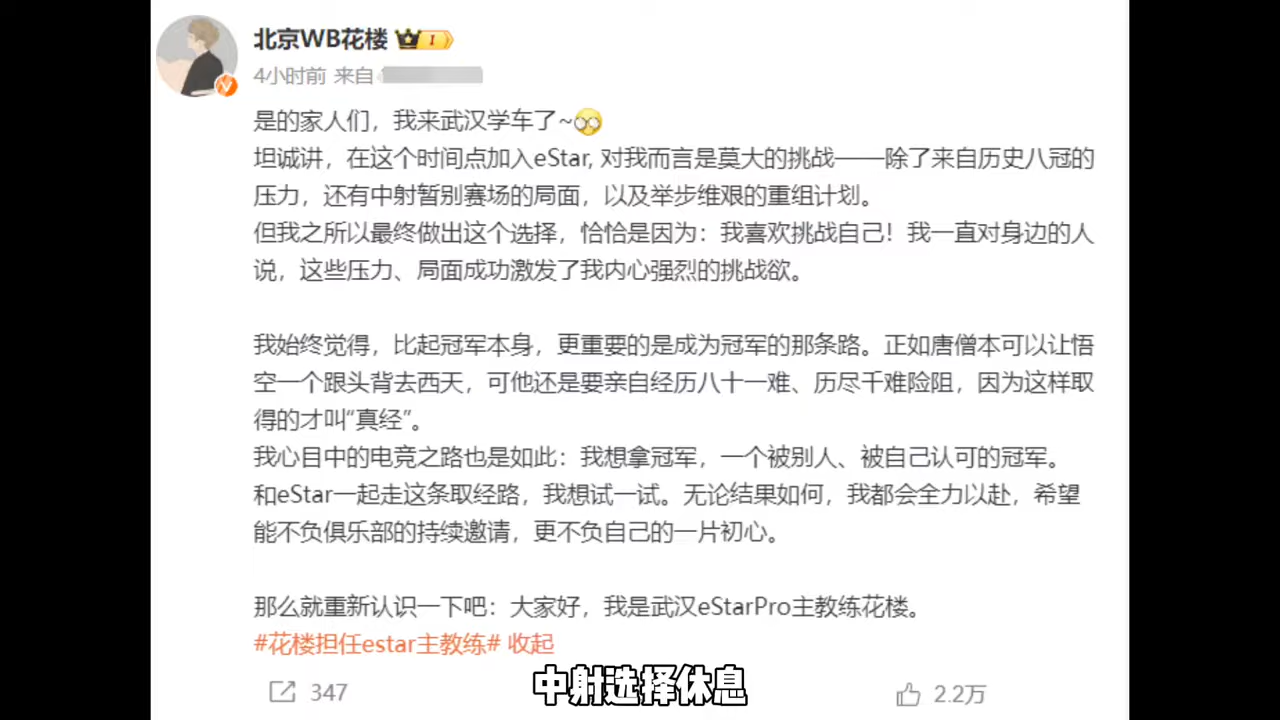 北京WB花楼 1
4小时前 来自
是的家人们，我来武汉学车了~
坦诚讲，在这个时间点加入eStar, 对我而言是莫大的挑战——除了来自历史八冠的
压力，还有中射暂别赛场的局面，以及举步维艰的重组计划。
但我之所以最终做出这个选择，恰恰是因为：我喜欢挑战自己！我一直对身边的人
说，这些压力、局面成功激发了我内心强烈的挑战欲。
我始终觉得，比起冠军本身，更重要的是成为冠军的那条路。正如唐僧本可以让悟
空一个跟头背去西天，可他还是要亲自经历八十一难、历尽千难险阻，因为这样取
得的才叫“真经”。
我心目中的电竞之路也是如此：我想拿冠军，一个被别人、被自己认可的冠军。
和eStar一起走这条取经路，我想试一试。无论结果如何，我都会全力以赴，希望
能不负俱乐部的持续邀请，更不负自己的一片初心。
那么就重新认识一下吧：大家好，我是武汉eStarPro主教练花楼。
#花楼担任estar主教练# 收起
中射选择休息
347 2.2万